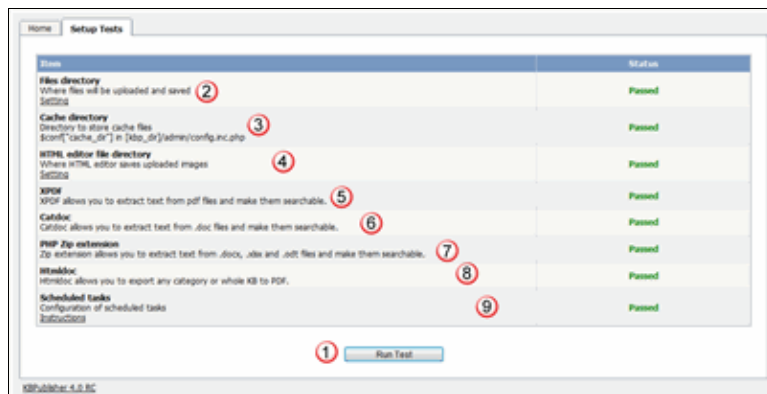 Home Setup Tests
Item Status
Files directory
Where files will be uploaded and saved 2 Passed
Setting
Cache directory
Directory to store cache files 3 Passed
$conf["cache_dir"] in [kbp_dir]/admin/config.inc.php
HTML editor file directory
Where HTML editor saves uploaded images 4 Passed
Setting
XPDF
XPDF allows you to extract text from pdf files and make them searchable. 5 Passed
Catdoc
Catdoc allows you to extract text from .doc files and make them searchable. 6 Passed
PHP Zip extension
Zip extension allows you to extract text from .docx, .xlsx and .odt files and make them searchable. 7 Passed
Htmldoc
Htmldoc allows you to export any category or whole KB to PDF. 8 Passed
Scheduled tasks
Configuration of scheduled tasks 9 Passed
Instructions
1 Run Test
KBPublisher 4.0 RC